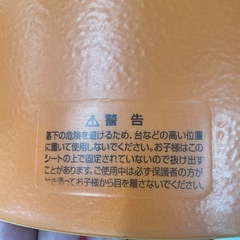 ⚠ 警告
墓下の危険を避けるため、台などの高い位置
に置いて使用しないでください。お子様はこの
シートの上で固定されていないので抜け出す
ことがあります。ご使用中は必ず保護者の方が
付き添ってお子様から目を離さないでください。